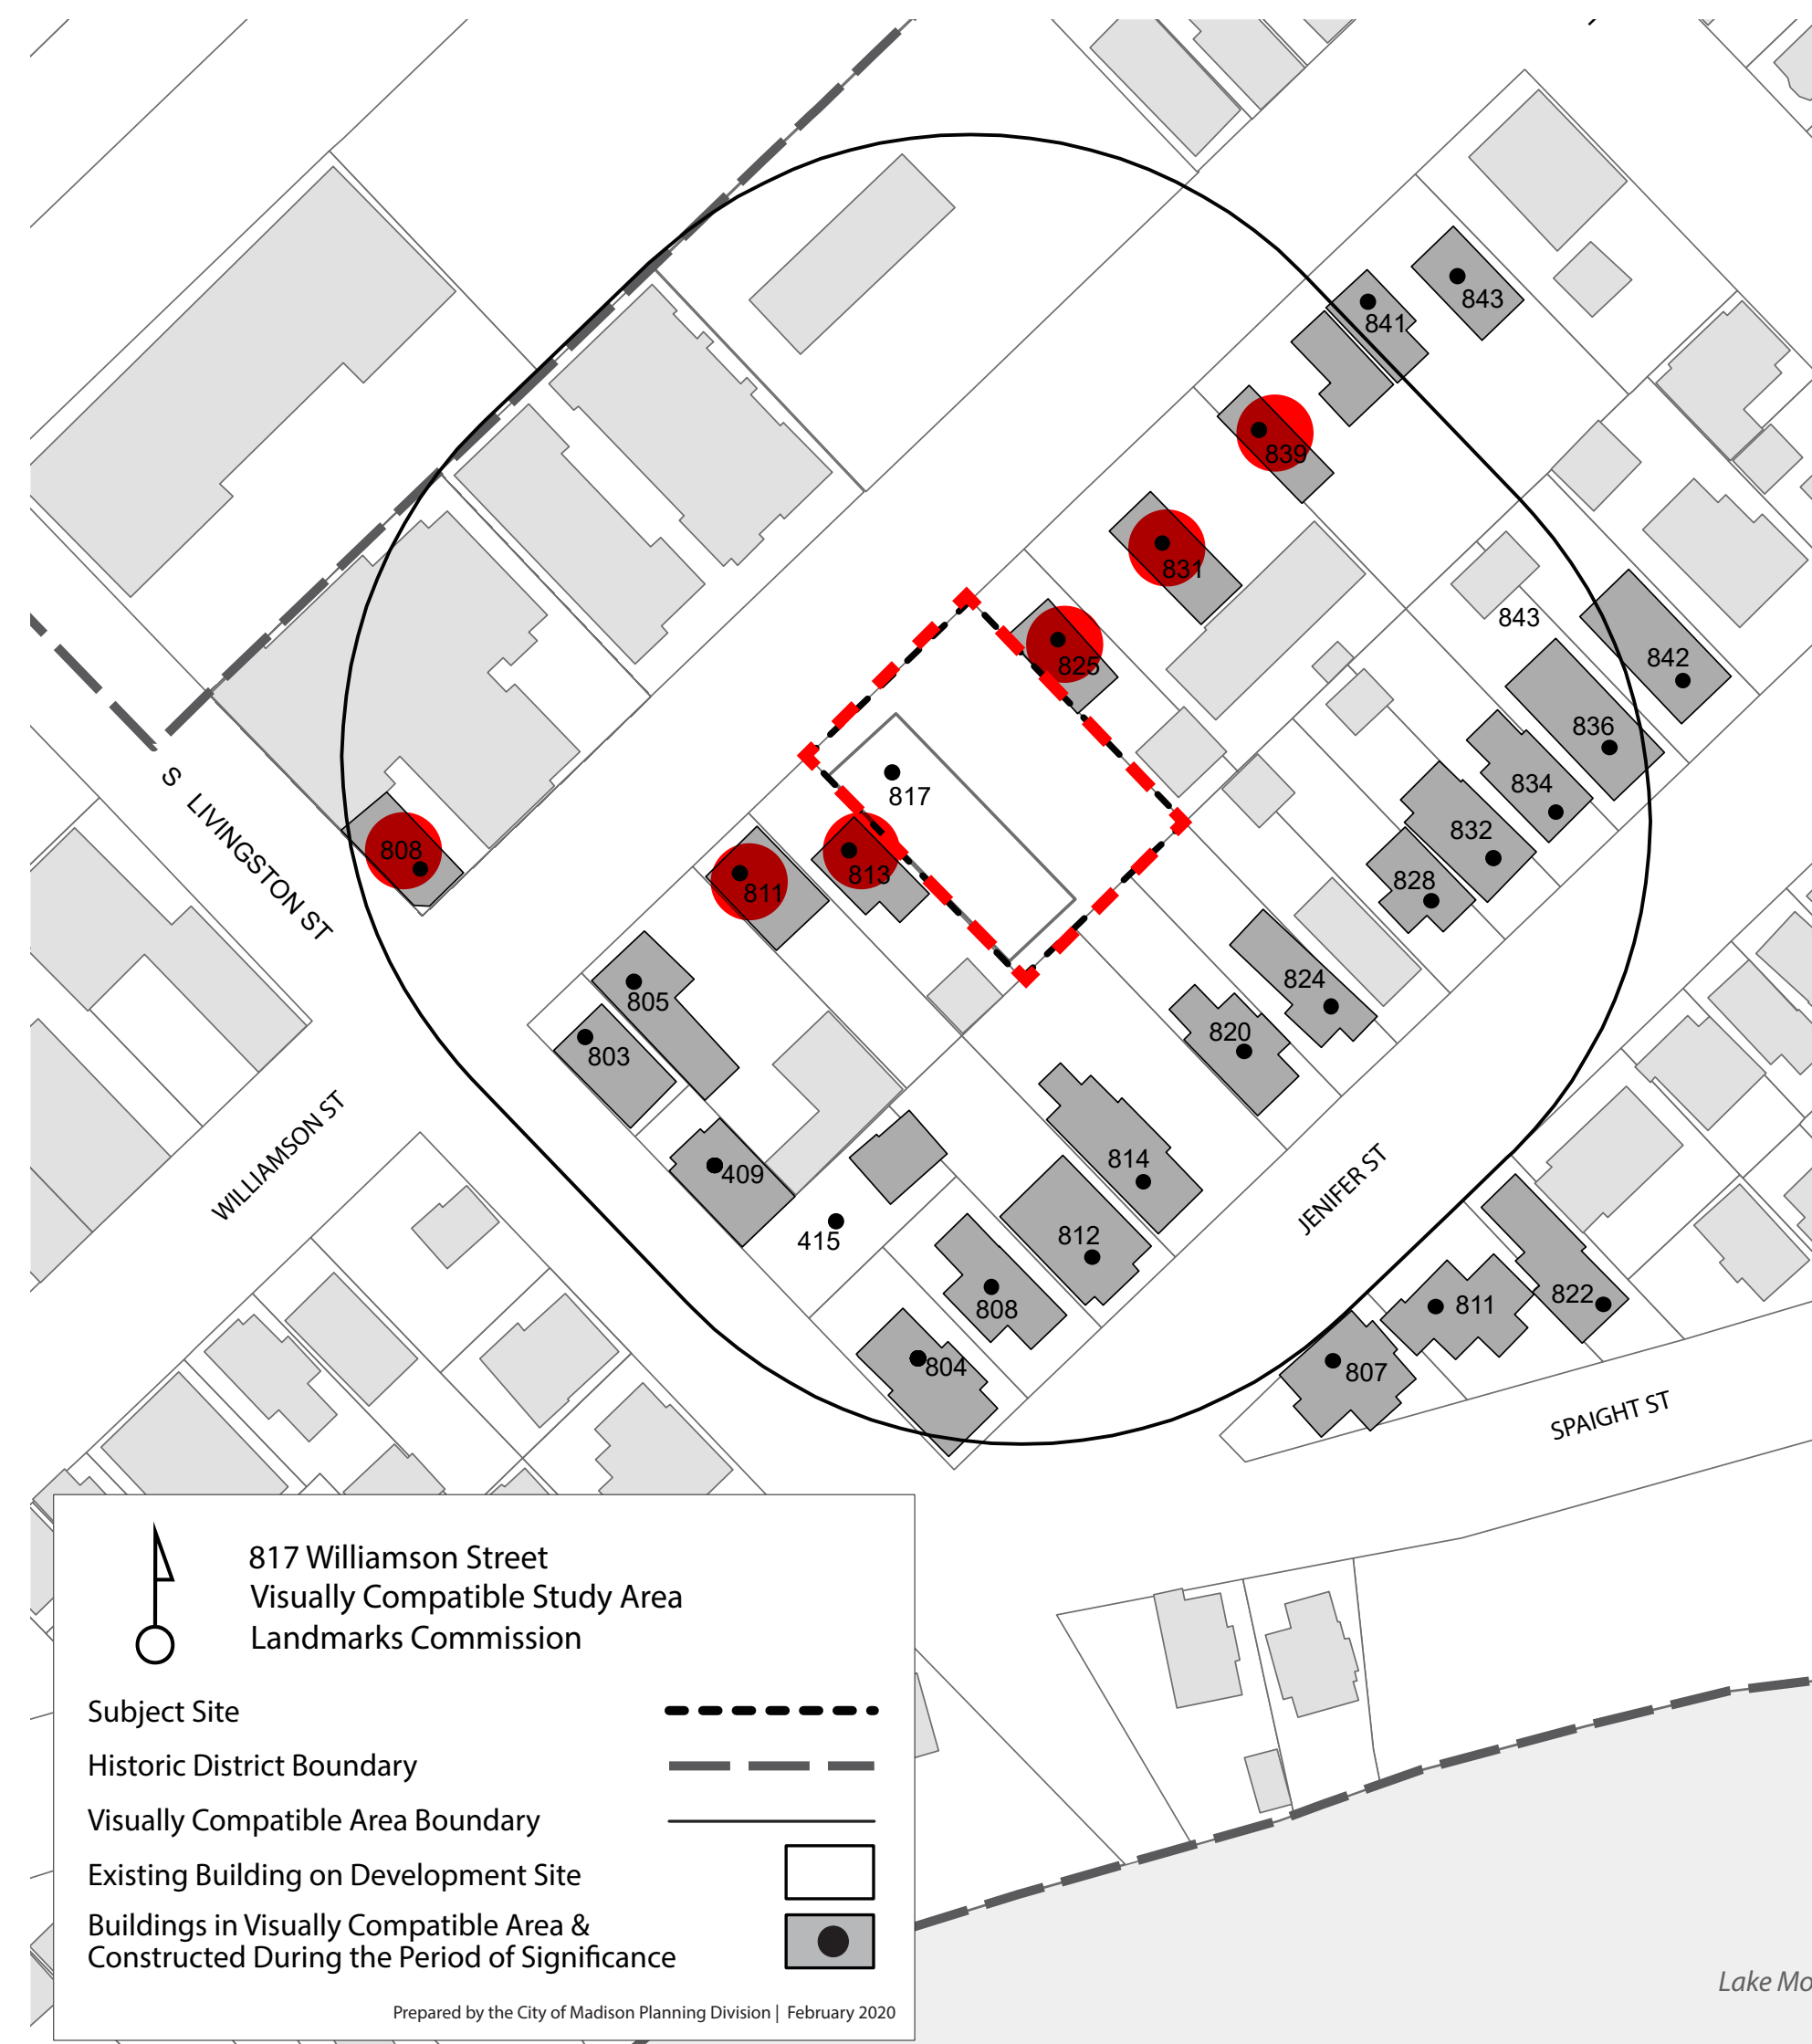 843
841
839
831
825
843
842
836
834
832
828
817
813
811
808
S LIVINGSTON ST
805
803
824
820
WILLIAMSON ST
409
415
814
812
808
804
JENIFER ST
822
811
807
SPAIGHT ST
817 Williamson Street
Visually Compatible Study Area
Landmarks Commission
Subject Site
Historic District Boundary
Visually Compatible Area Boundary
Existing Building on Development Site
Buildings in Visually Compatible Area &
Constructed During the Period of Significance
Prepared by the City of Madison Planning Division | February 2020
Lake Mo